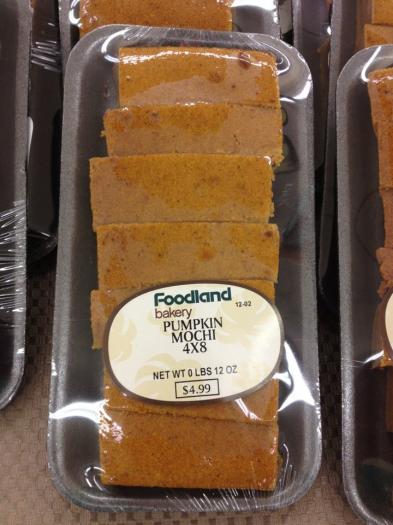 Foodland
bakery 12-02
PUMPKIN
MOCHI
4X8
NET WT 0 LBS 12 OZ
$4.99